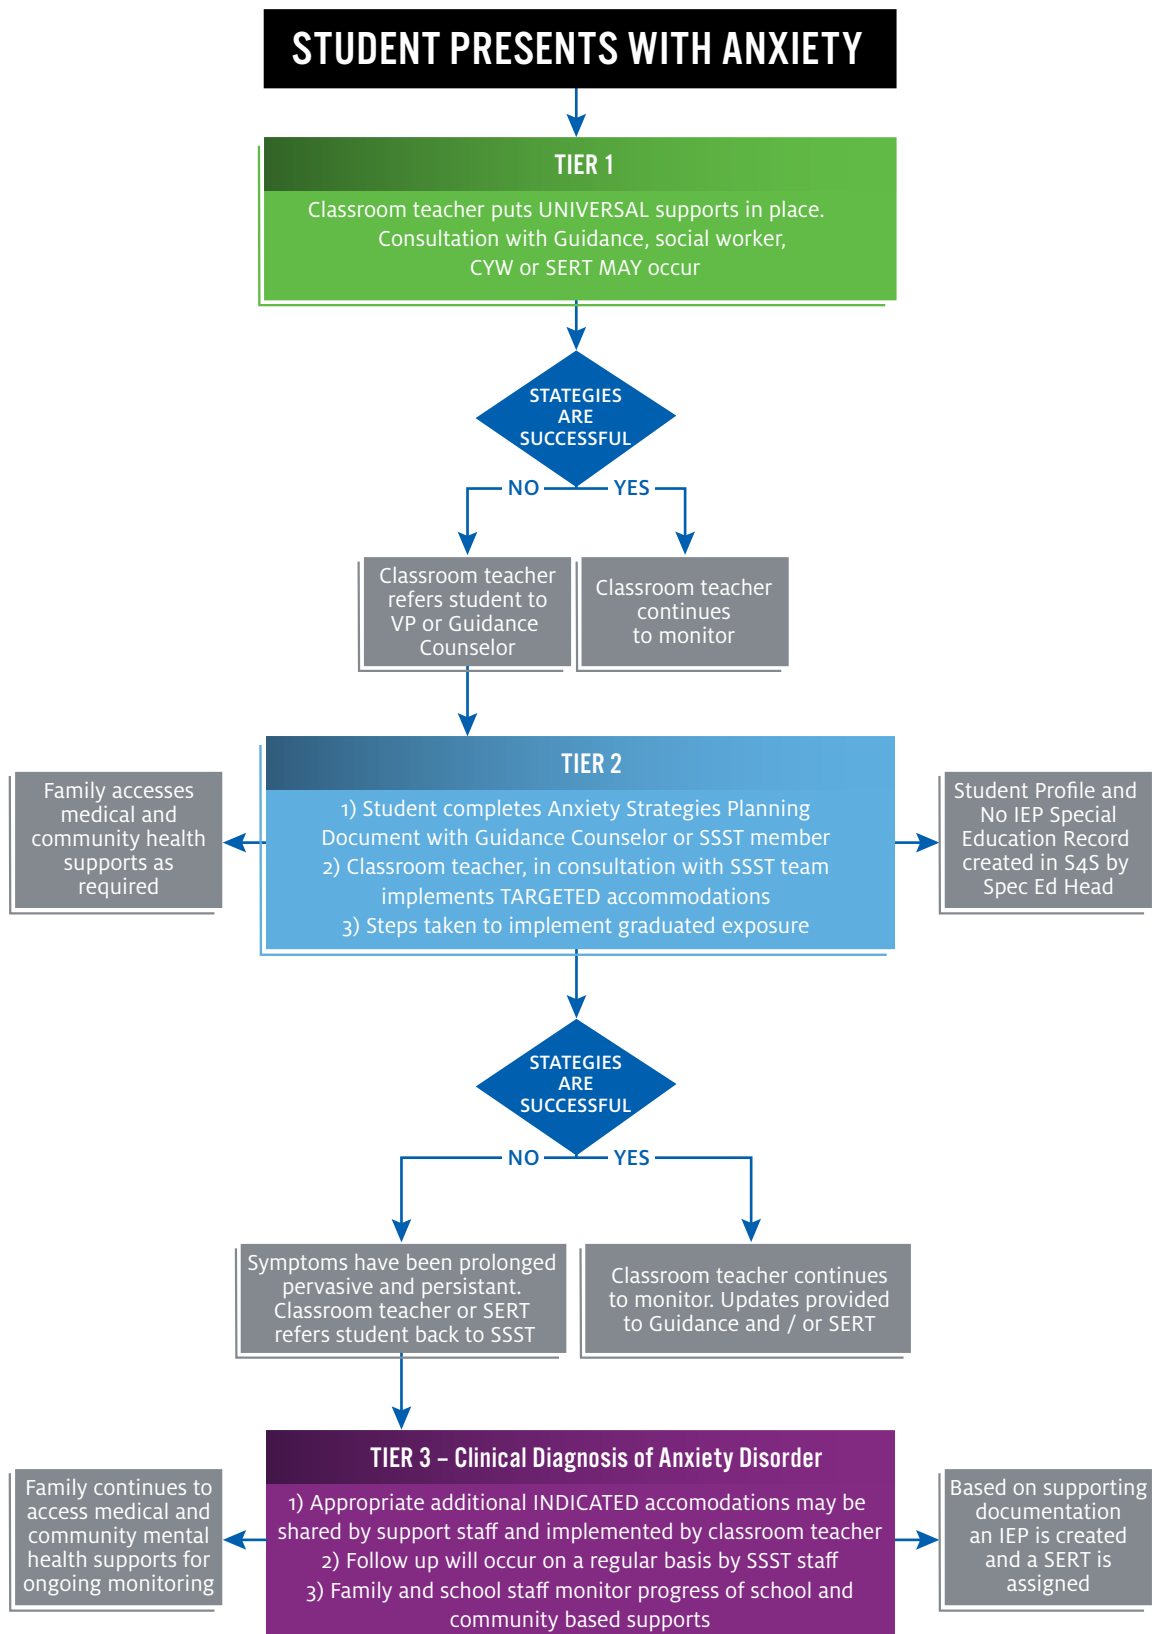 STUDENT PRESENTS WITH ANXIETY
TIER 1
Classroom teacher puts UNIVERSAL supports in place.
Consultation with Guidance, social worker,
CYW or SERT MAY occur
STATEGIES
ARE
SUCCESSFUL
NO
YES
Classroom teacher
refers student to
VP or Guidance
Counselor
Classroom teacher
continues
to monitor
Family accesses
medical and
community health
supports as
required
TIER 2
1) Student completes Anxiety Strategies Planning
Document with Guidance Counselor or SSST member
2) Classroom teacher, in consultation with SSST team
implements TARGETED accommodations
3) Steps taken to implement graduated exposure
Student Profile and
No IEP Special
Education Record
created in S4S by
Spec Ed Head
STATEGIES
ARE
SUCCESSFUL
NO
YES
Symptoms have been prolonged
pervasive and persistant.
Classroom teacher or SERT
refers student back to SSST
Classroom teacher continues
to monitor. Updates provided
to Guidance and / or SERT
Family continues to
access medical and
community mental
health supports for
ongoing monitoring
TIER 3 – Clinical Diagnosis of Anxiety Disorder
1) Appropriate additional INDICATED accomodations may be
shared by support staff and implemented by classroom teacher
2) Follow up will occur on a regular basis by SSST staff
3) Family and school staff monitor progress of school and
community based supports
Based on supporting
documentation
an IEP is created
and a SERT is
assigned